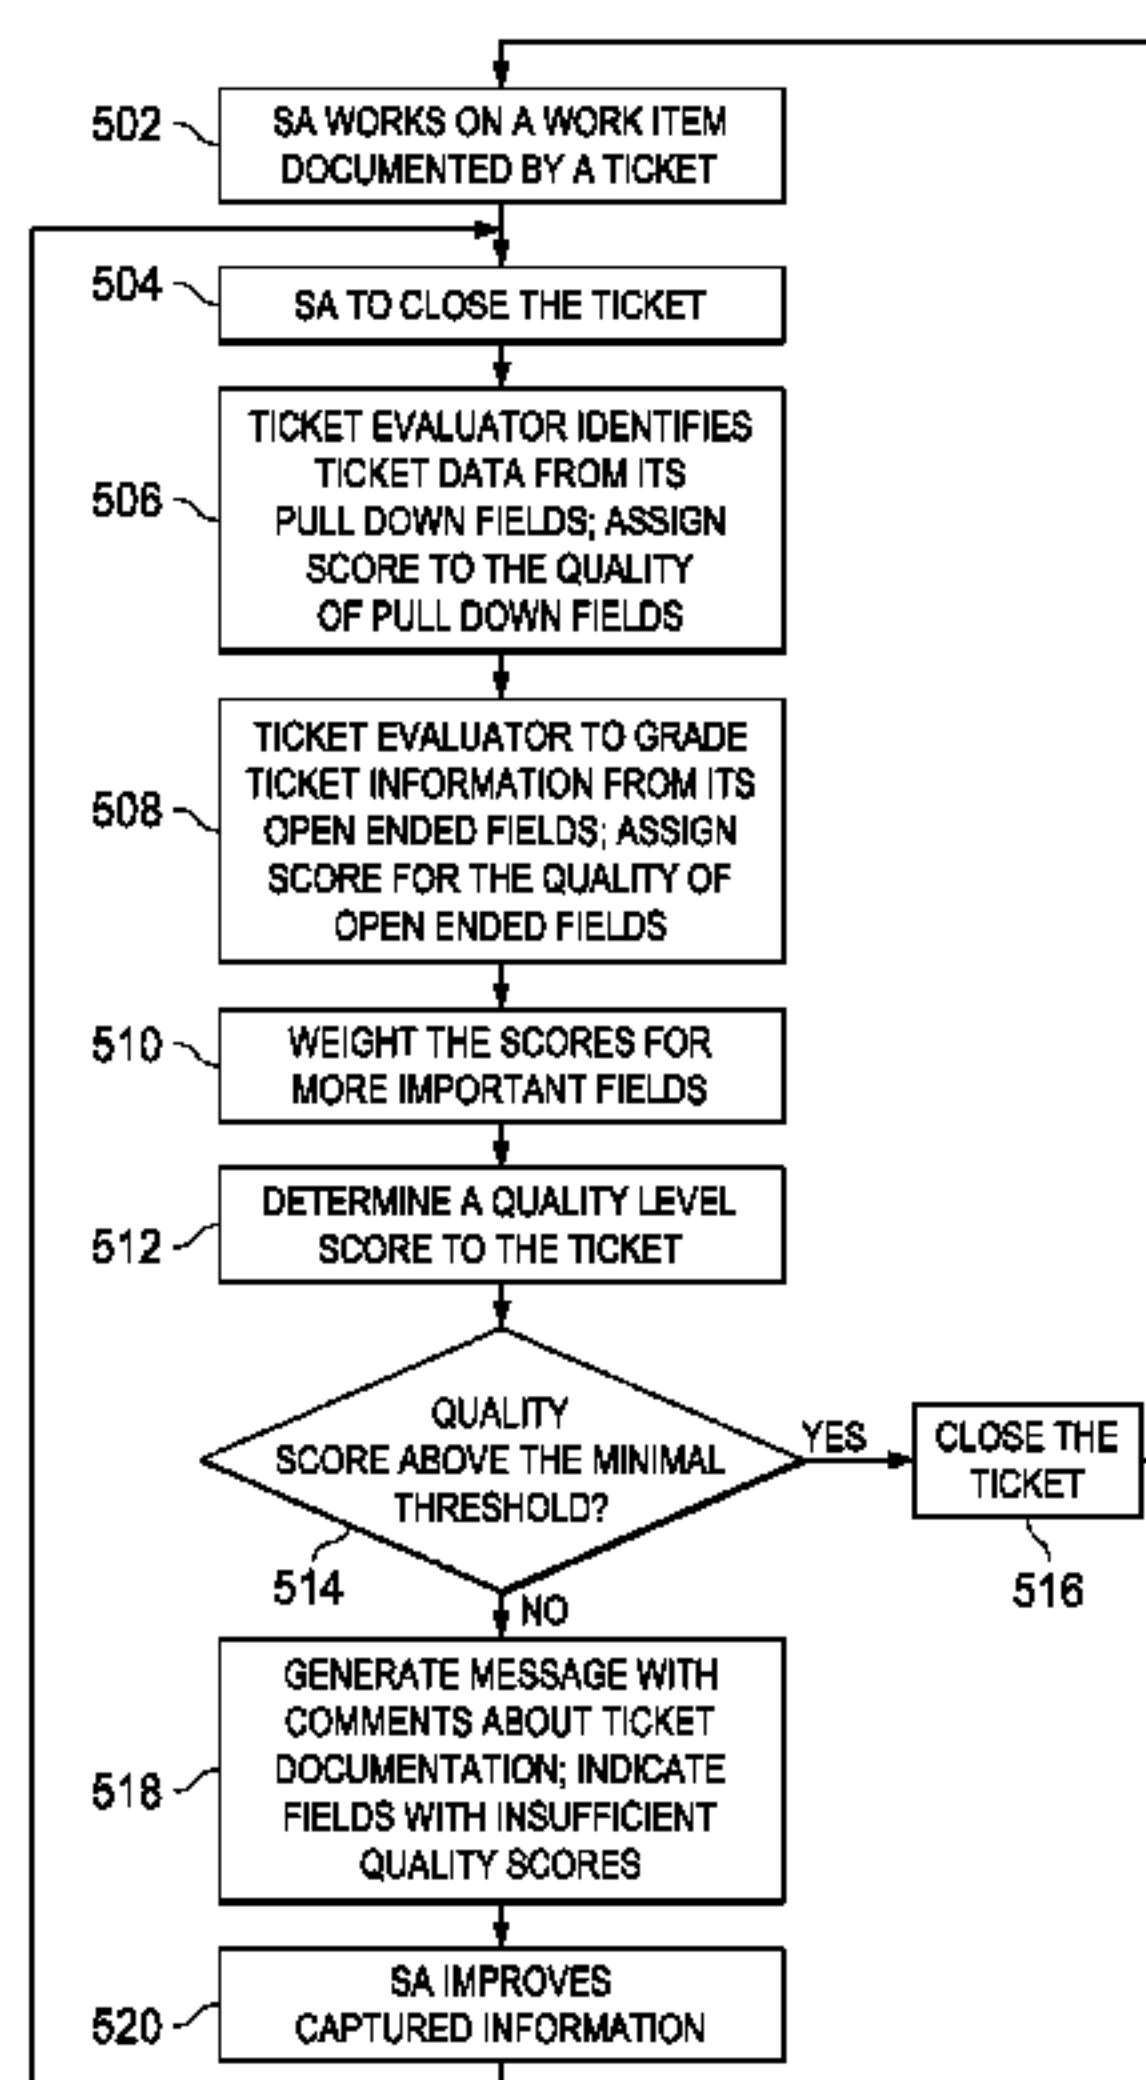 502
SA WORKS ON A WORK ITEM
DOCUMENTED BY A TICKET
504
SA TO CLOSE THE TICKET
506
TICKET EVALUATOR IDENTIFIES
TICKET DATA FROM ITS
PULL DOWN FIELDS; ASSIGN
SCORE TO THE QUALITY
OF PULL DOWN FIELDS
508
TICKET EVALUATOR TO GRADE
TICKET INFORMATION FROM ITS
OPEN ENDED FIELDS; ASSIGN
SCORE FOR THE QUALITY OF
OPEN ENDED FIELDS
510
WEIGHT THE SCORES FOR
MORE IMPORTANT FIELDS
512
DETERMINE A QUALITY LEVEL
SCORE TO THE TICKET
QUALITY
SCORE ABOVE THE MINIMAL
THRESHOLD?
514
YES
CLOSE THE
TICKET
516
NO
518
GENERATE MESSAGE WITH
COMMENTS ABOUT TICKET
DOCUMENTATION; INDICATE
FIELDS WITH INSUFFICIENT
QUALITY SCORES
520
SA IMPROVES
CAPTURED INFORMATION